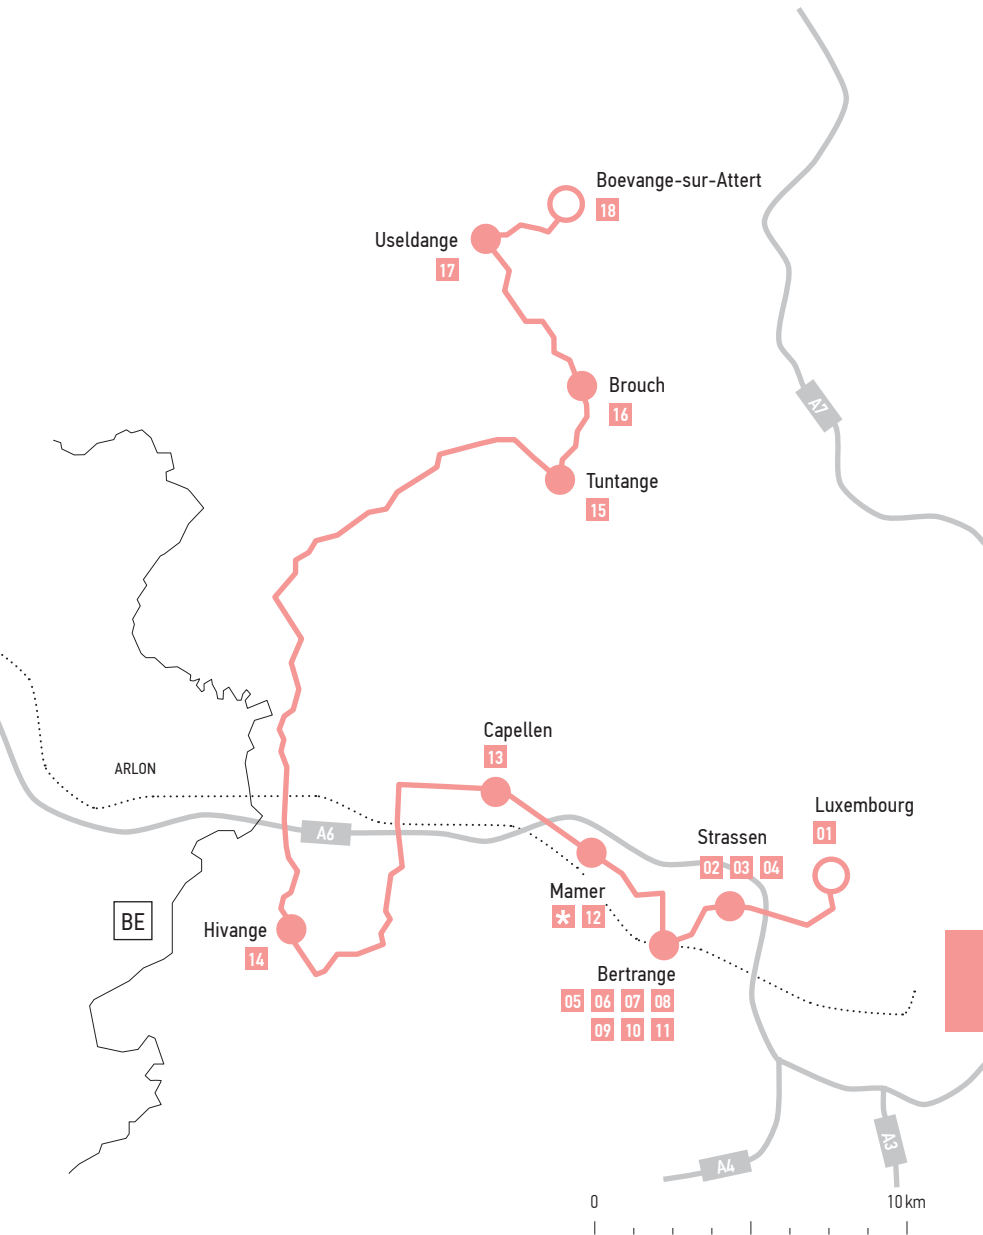 Boevange-sur-Attert
18
Useldange
17
A7
Brouch
16
Tuntange
15
Capellen
13
ARLON
Luxembourg
01
A6
Strassen
02 03 04
Mamer
* 12
BE
Hivange
14
Bertrange
05 06 07 08
09 10 11
A3
A4
0 10 km